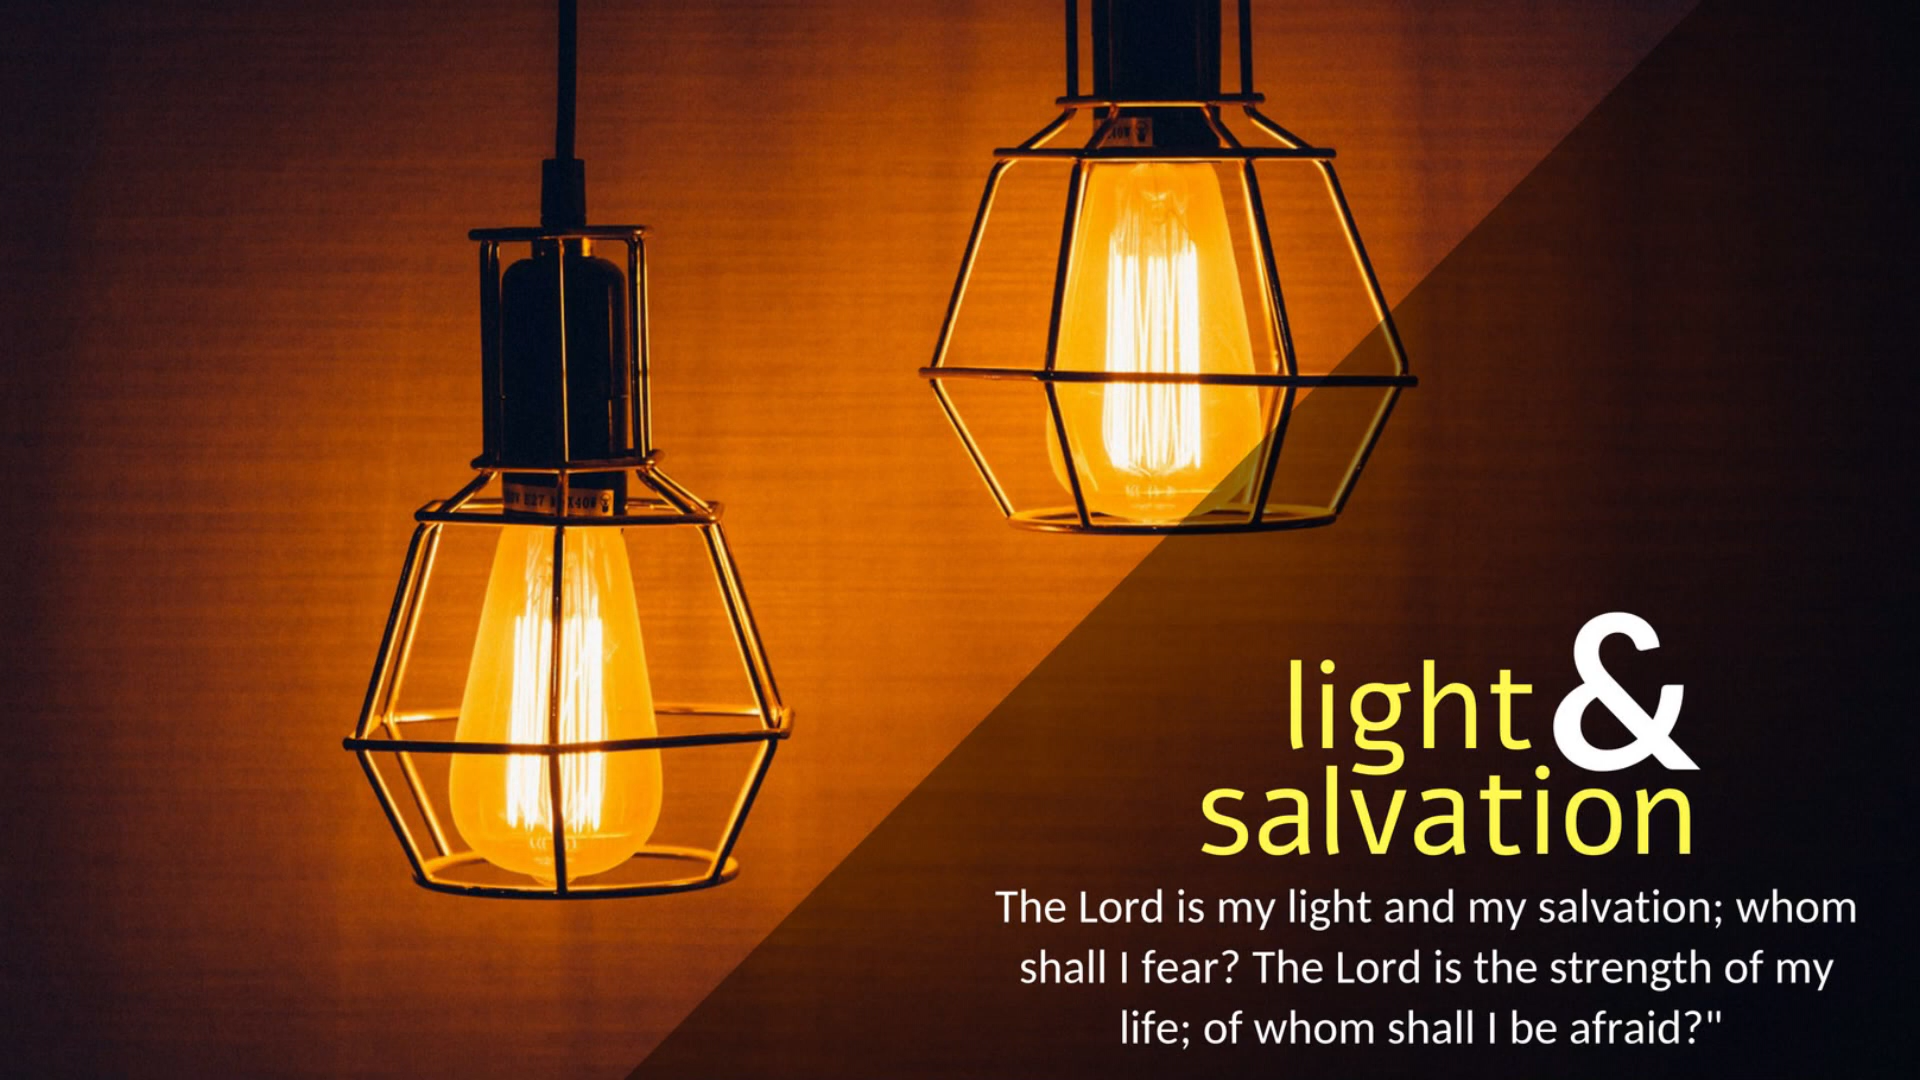 light &
salvation
The Lord is my light and my salvation; whom
shall I fear? The Lord is the strength of my
life; of whom shall I be afraid?"
E27